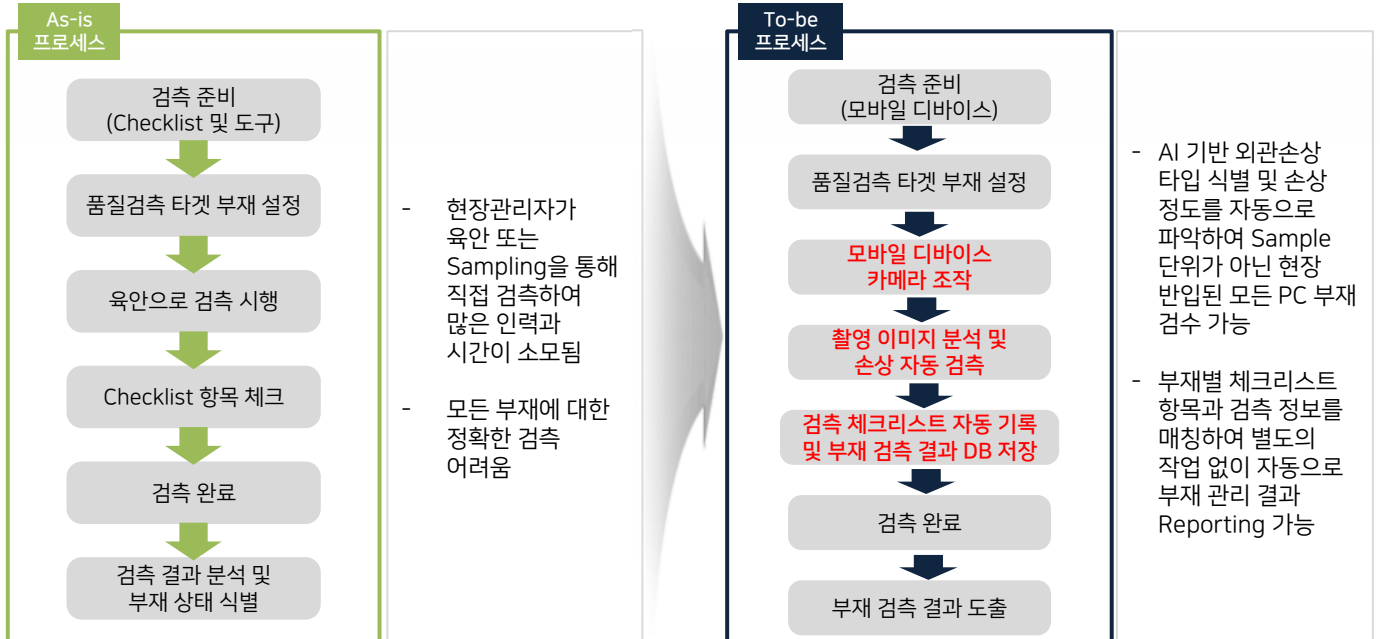 As-is
프로세스
검측 준비
(Checklist 및 도구)
품질검측 타겟 부재 설정
육안으로 검측 시행
Checklist 항목 체크
검측 완료
검측 결과 분석 및
부재 상태 식별
- 현장관리자가
육안 또는
Sampling을 통해
직접 검측하여
많은 인력과
시간이 소모됨
- 모든 부재에 대한
정확한 검측
어려움
To-be
프로세스
검측 준비
(모바일 디바이스)
품질검측 타겟 부재 설정
모바일 디바이스
카메라 조작
촬영 이미지 분석 및
손상 자동 검측
검측 체크리스트 자동 기록
및 부재 검측 결과 DB 저장
검측 완료
부재 검측 결과 도출
- AI 기반 외관손상
타입 식별 및 손상
정도를 자동으로
파악하여 Sample
단위가 아닌 현장
반입된 모든 PC 부재
검수 가능
- 부재별 체크리스트
항목과 검측 정보를
매칭하여 별도의
작업 없이 자동으로
부재 관리 결과
Reporting 가능